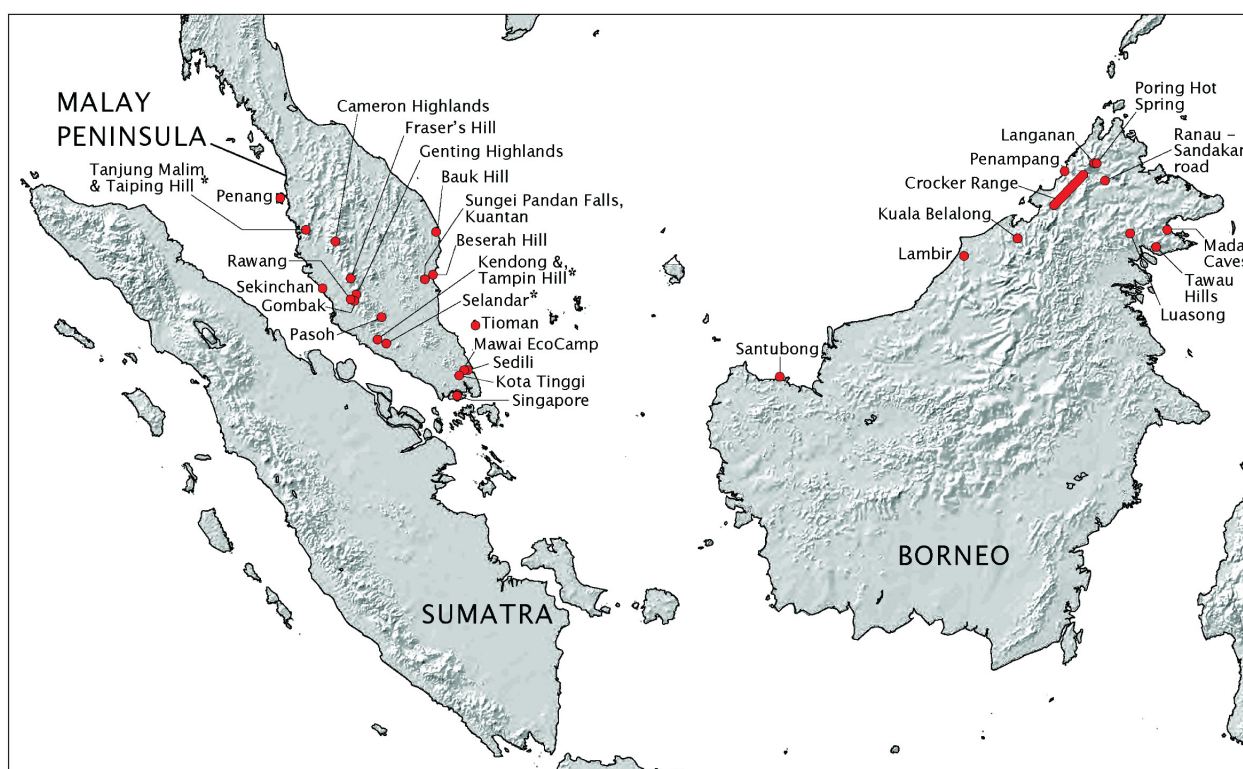 MALAY
PENINSULA
Cameron Highlands
Fraser's Hill
Genting Highlands
Tanjung Malim
& Taiping Hill*
Penang
Bauk Hill
Sungei Pandan Falls,
Kuantan
Beserah Hill
Kendong &,
Tampin Hill*
Rawang
Sekinchan
Gombak
Selandar*
Pasoh
Tioman
Mawai EcoCamp
Sedili
Kota Tinggi
Singapore
SUMATRA
Poring Hot
Spring
Langanan
Ranau –
Sandakan
road
Penampang
Crocker Range
Kuala Belalong
Lambir
Madai
Caves
Tawau
Hills
Luasong
Santubong
BORNEO